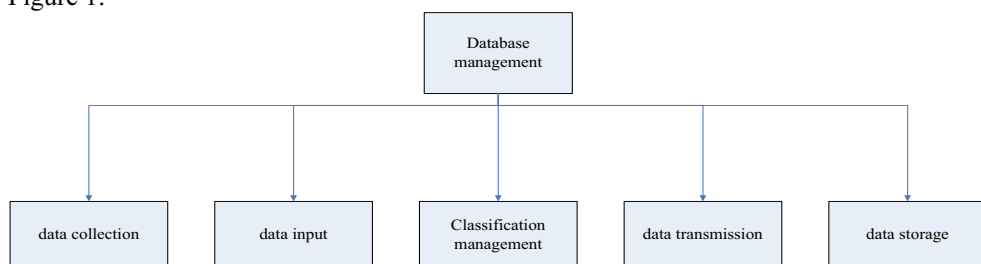 Figure 1.
Database
management
data collection
data input
Classification
management
data transmission
data storage